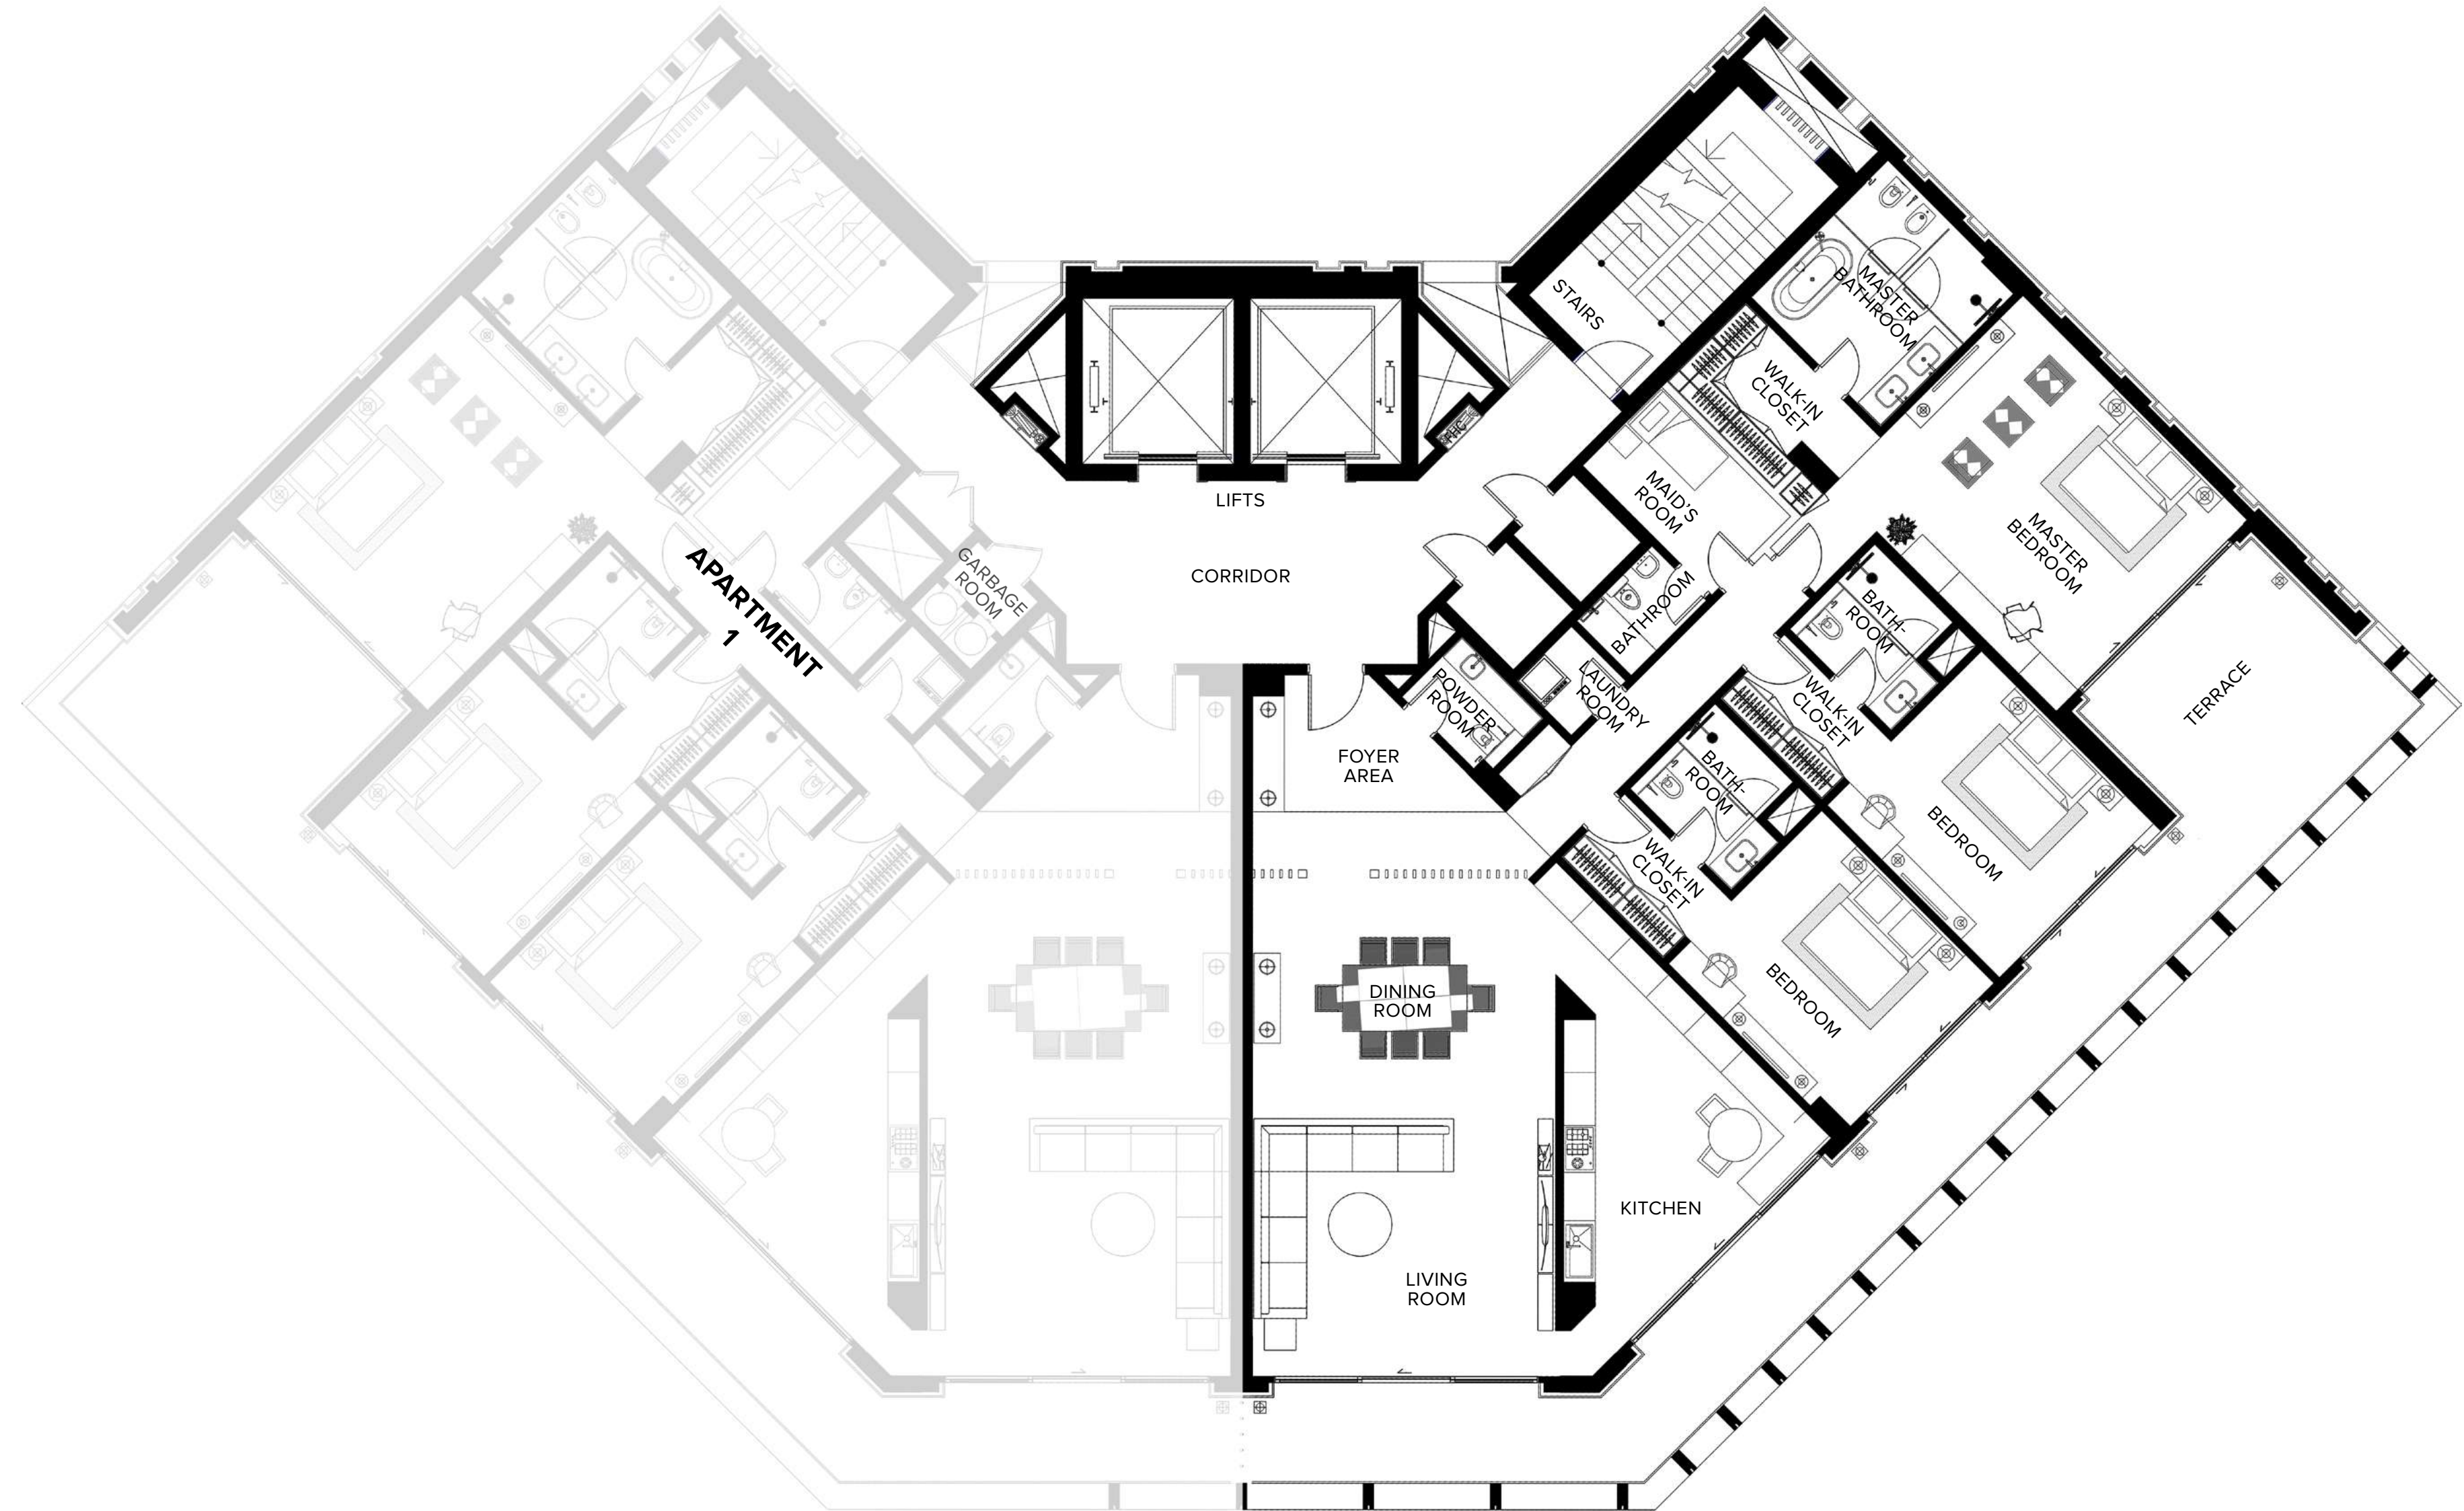 STAIRS
MASTER
BATHROOM
WALK-IN
CLOSET
MAID'S
ROOM
LIFTS
CORRIDOR
MASTER
BEDROOM
GARBAGE
ROOM
APARTMENT
1
BATHROOM
BATH-
ROOM
TERRACE
POWDER
ROOM
LAUNDRY
ROOM
WALK-IN
CLOSET
FOYER
AREA
BATH-
ROOM
BEDROOM
WALK-IN
CLOSET
BEDROOM
DINING
ROOM
KITCHEN
LIVING
ROOM